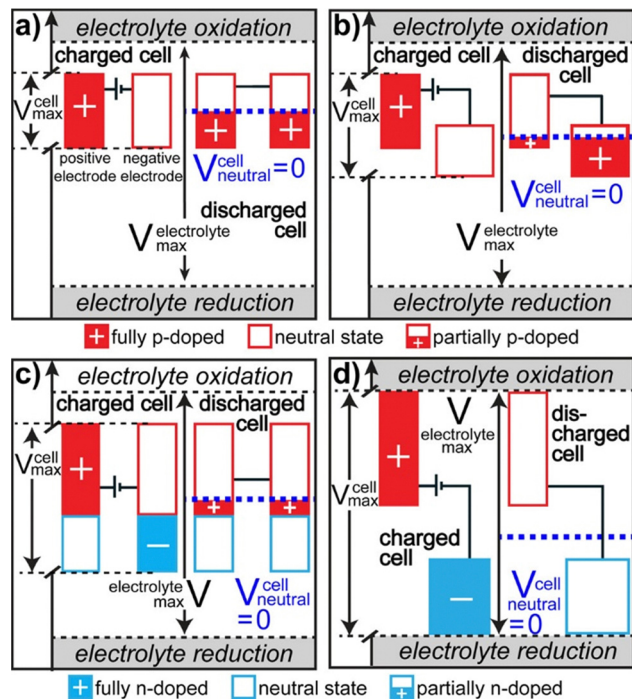 a)
electrolyte oxidation
charged cell
V cell max
+
+
+
positive electrode
negative electrode
V cell neutral = 0
discharged cell
V electrolyte max
electrolyte reduction
b)
electrolyte oxidation
charged cell
discharged cell
V cell max
+
+
+
V cell neutral = 0
V electrolyte max
electrolyte reduction
+ fully p-doped
neutral state
+ partially p-doped
c)
electrolyte oxidation
charged cell
discharged cell
V cell max
+
−
+
+
electrolyte max V
V cell neutral = 0
electrolyte reduction
d)
electrolyte oxidation
V electrolyte max
dis-
charged
cell
V cell max
+
charged
cell
−
V cell neutral = 0
electrolyte reduction
+ fully n-doped
neutral state
+ partially n-doped